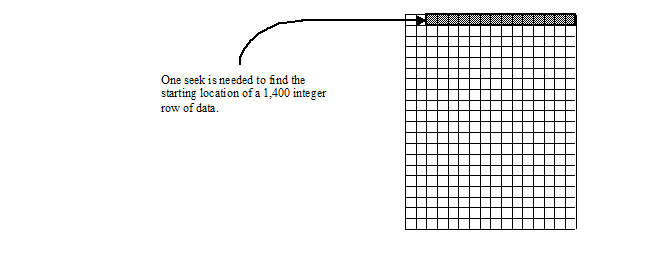 One seek is needed to find the
starting location of a 1,400 integer
row of data.